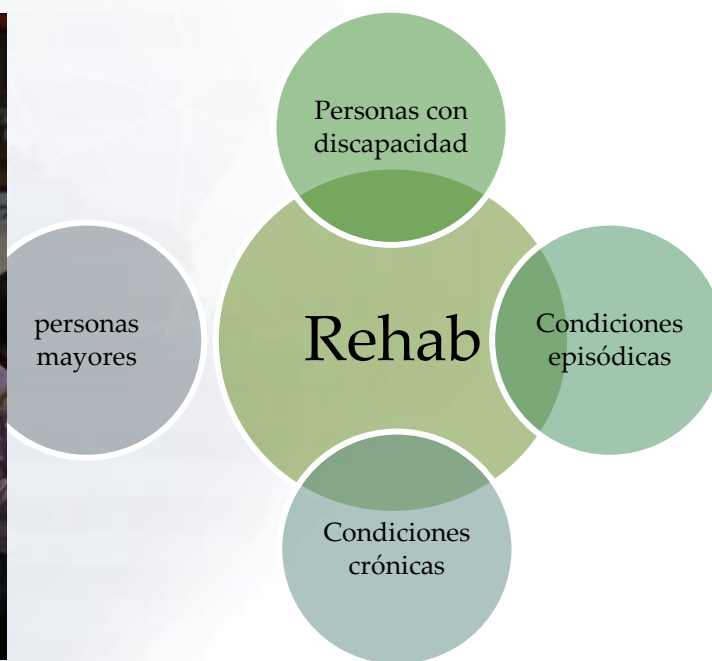 Personas con
discapacidad
personas
mayores
Rehab
Condiciones
episódicas
Condiciones
crónicas